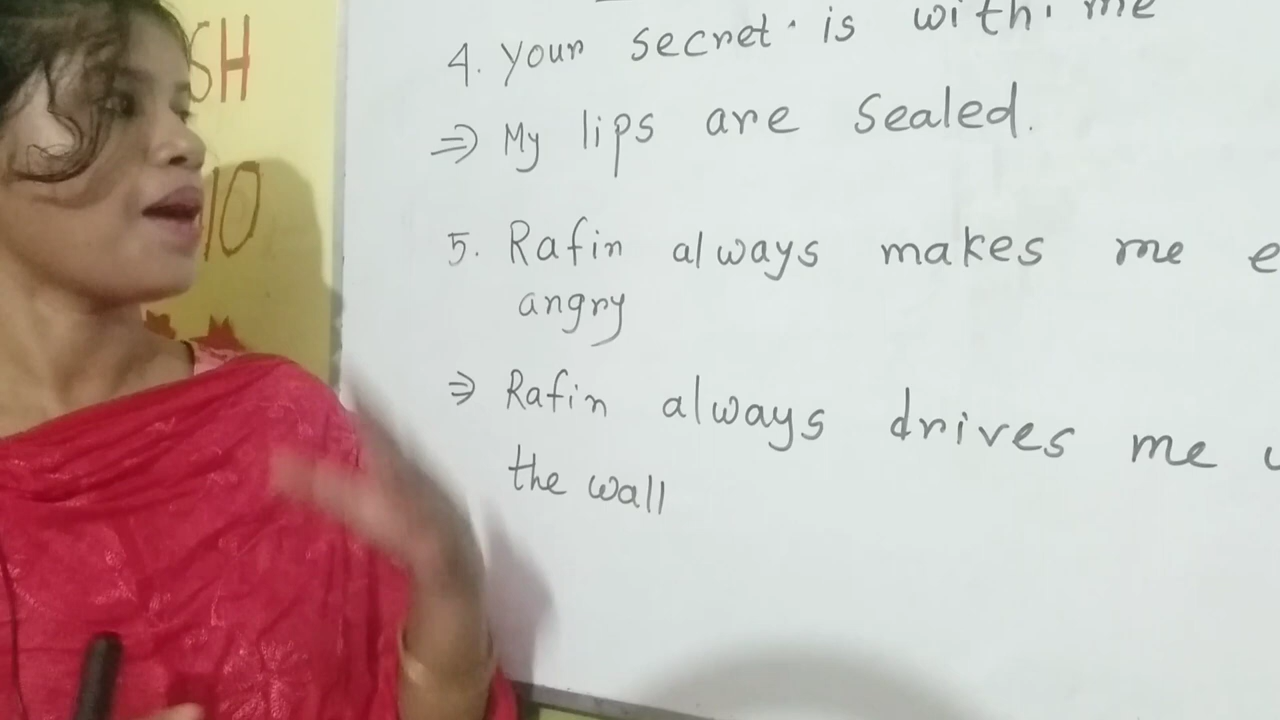 SH
10
4. your secret is with me
⇒ My lips are sealed.
5. Rafin always makes me
angry
⇒ Rafin always drives me
the wall